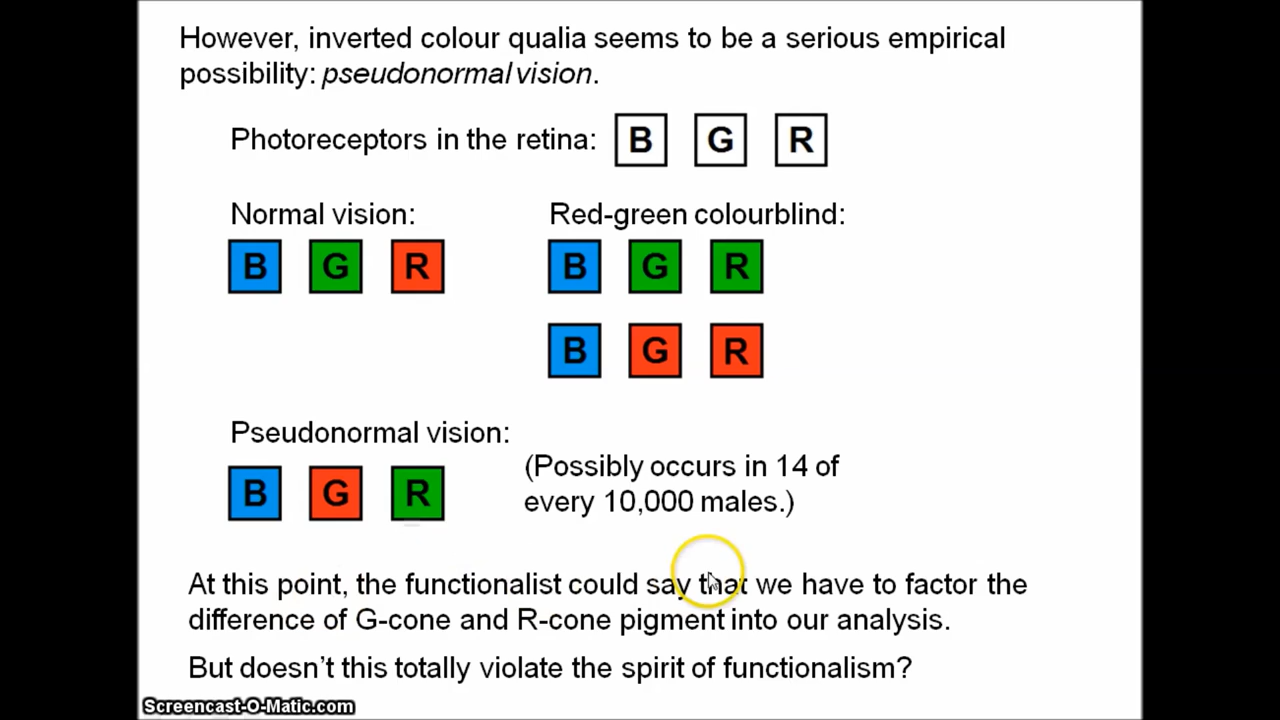 However, inverted colour qualia seems to be a serious empirical
possibility: pseudonormal vision.
Photoreceptors in the retina: B G R
Normal vision: Red-green colourblind:
B G R B G R
B G R
Pseudonormal vision:
B G R
(Possibly occurs in 14 of
every 10,000 males.)
At this point, the functionalist could say that we have to factor the
difference of G-cone and R-cone pigment into our analysis.
But doesn't this totally violate the spirit of functionalism?
Screencast-O-Matic.com